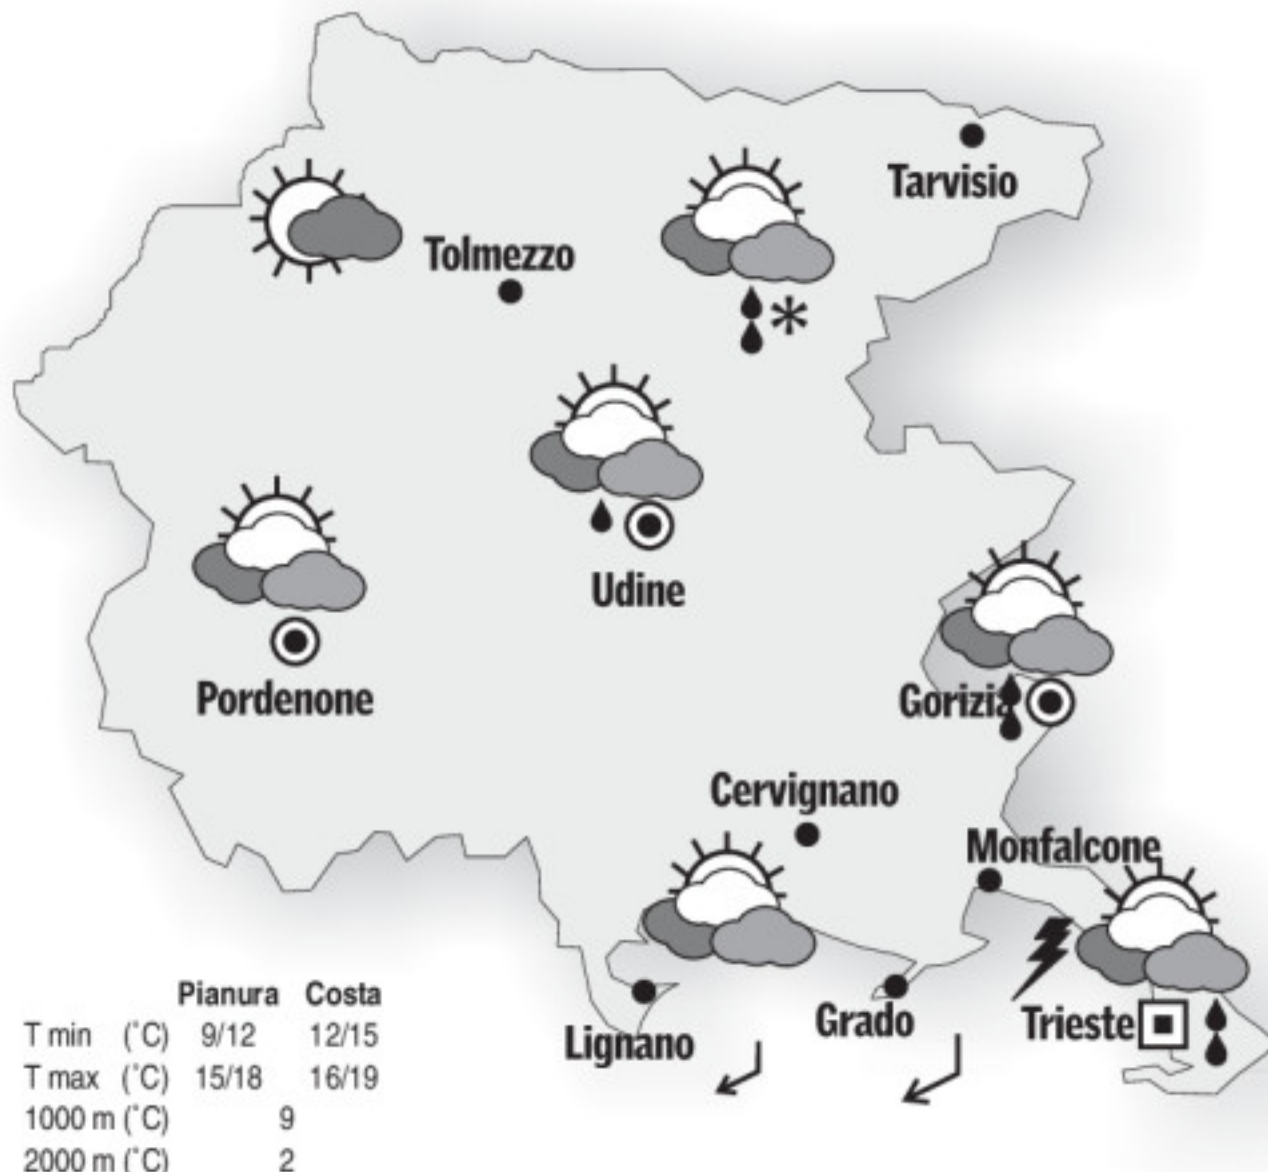 Tarvisio
Tolmezzo
Udine
Pordenone
Gorizia
Cervignano
Monfalcone
Lignano
Grado
Trieste
Pianura Costa
T min (°C) 9/12 12/15
T max (°C) 15/18 16/19
1000 m (°C) 9
2000 m (°C) 2